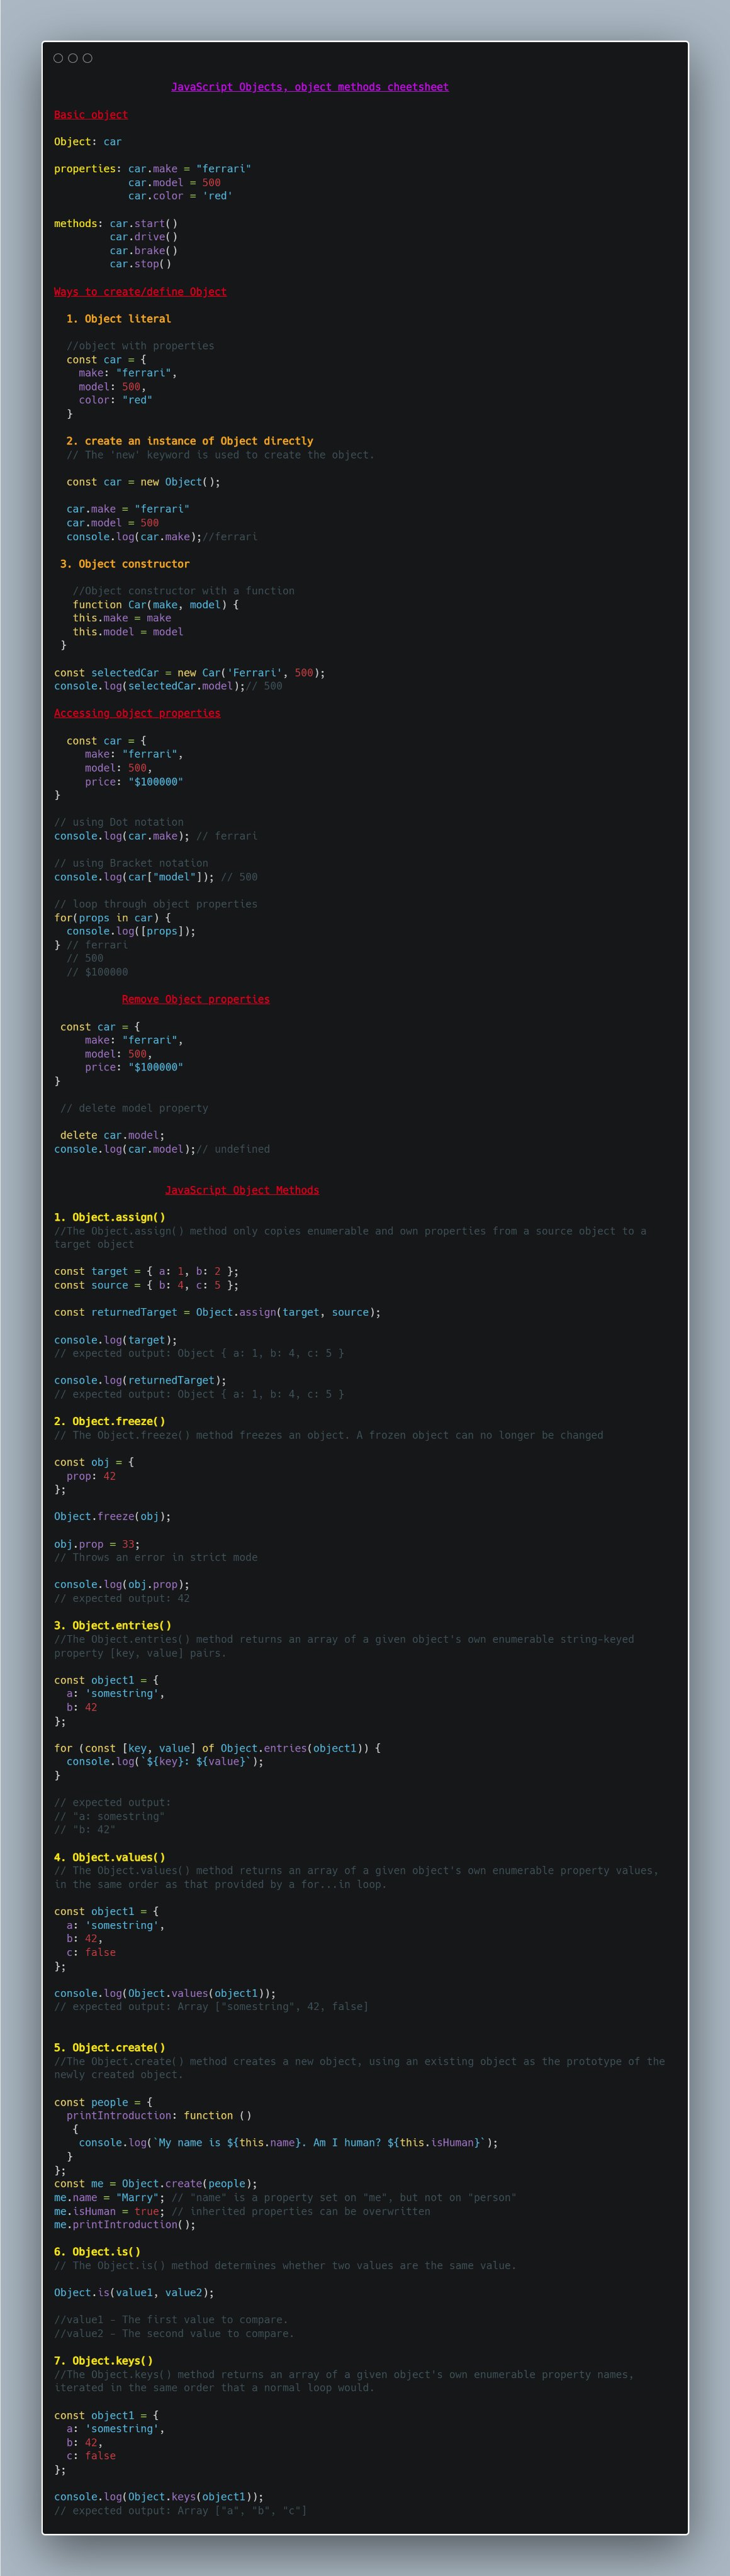 JavaScript Objects, object methods cheetsheet
Basic object
Object: car
properties: car.make = "ferrari"
car.model = 500
car.color = 'red'
methods: car.start()
car.drive()
car.brake()
car.stop()
Ways to create/define Object
1. Object literal
//object with properties
const car = {
make: "ferrari",
model: 500,
color: "red"
}
2. create an instance of Object directly
// The 'new' keyword is used to create the object.
const car = new Object();
car.make = "ferrari"
car.model = 500
console.log(car.make);//ferrari
3. Object constructor
//Object constructor with a function
function Car(make, model) {
this.make = make
this.model = model
}
const selectedCar = new Car('Ferrari', 500);
console.log(selectedCar.model);// 500
Accessing object properties
const car = {
make: "ferrari",
model: 500,
price: "$100000"
}
// using Dot notation
console.log(car.make); // ferrari
// using Bracket notation
console.log(car["model"]); // 500
// loop through object properties
for(props in car) {
console.log([props]);
} // ferrari
// 500
// $100000
Remove Object properties
const car = {
make: "ferrari",
model: 500,
price: "$100000"
}
// delete model property
delete car.model;
console.log(car.model);// undefined
JavaScript Object Methods
1. Object.assign()
//The Object.assign() method only copies enumerable and own properties from a source object to a
target object
const target = { a: 1, b: 2 };
const source = { b: 4, c: 5 };
const returnedTarget = Object.assign(target, source);
console.log(target);
// expected output: Object { a: 1, b: 4, c: 5 }
console.log(returnedTarget);
// expected output: Object { a: 1, b: 4, c: 5 }
2. Object.freeze()
// The Object.freeze() method freezes an object. A frozen object can no longer be changed
const obj = {
prop: 42
};
Object.freeze(obj);
obj.prop = 33;
// Throws an error in strict mode
console.log(obj.prop);
// expected output: 42
3. Object.entries()
//The Object.entries() method returns an array of a given object's own enumerable string-keyed
property [key, value] pairs.
const object1 = {
a: 'somestring',
b: 42
};
for (const [key, value] of Object.entries(object1)) {
console.log(`${key}: ${value}`);
}
// expected output:
// "a: somestring"
// "b: 42"
4. Object.values()
// The Object.values() method returns an array of a given object's own enumerable property values,
in the same order as that provided by a for...in loop.
const object1 = {
a: 'somestring',
b: 42,
c: false
};
console.log(Object.values(object1));
// expected output: Array ["somestring", 42, false]
5. Object.create()
//The Object.create() method creates a new object, using an existing object as the prototype of the
newly created object.
const people = {
printIntroduction: function ()
{
console.log(`My name is ${this.name}. Am I human? ${this.isHuman}`);
}
};
const me = Object.create(people);
me.name = "Marry"; // "name" is a property set on "me", but not on "person"
me.isHuman = true; // inherited properties can be overwritten
me.printIntroduction();
6. Object.is()
// The Object.is() method determines whether two values are the same value.
Object.is(value1, value2);
//value1 - The first value to compare.
//value2 - The second value to compare.
7. Object.keys()
//The Object.keys() method returns an array of a given object's own enumerable property names,
iterated in the same order that a normal loop would.
const object1 = {
a: 'somestring',
b: 42,
c: false
};
console.log(Object.keys(object1));
// expected output: Array ["a", "b", "c"]